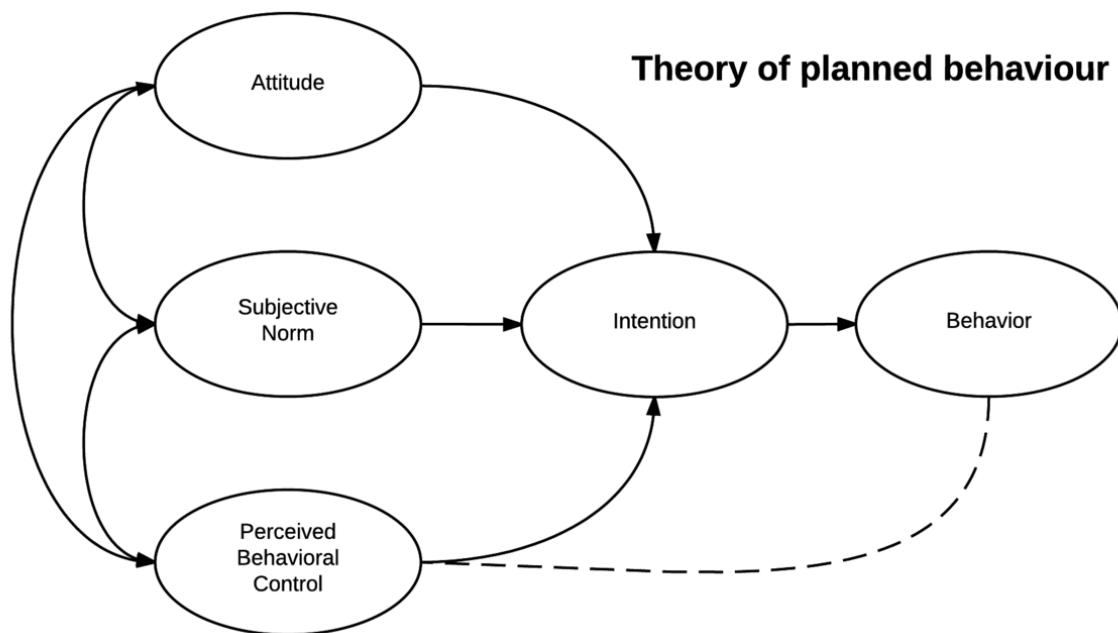 Theory of planned behaviour
Attitude
Subjective
Norm
Intention
Behavior
Perceived
Behavioral
Control